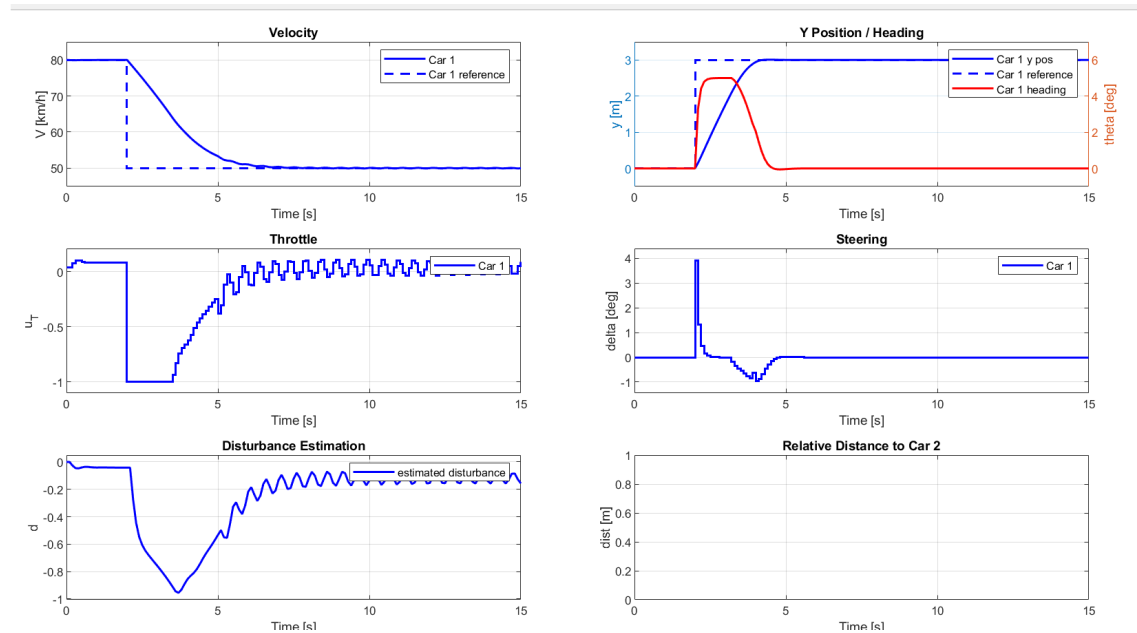 Velocity
80
70
60
50
V [km/h]
Car 1
Car 1 reference
0
5
10
15
Time [s]
Y Position / Heading
3
2
1
0
y [m]
Car 1 y pos
Car 1 reference
Car 1 heading
6
4
2
0
theta [deg]
0
5
10
15
Time [s]
Throttle
0
-0.5
-1
u_T
Car 1
0
5
10
15
Time [s]
Steering
4
3
2
1
0
-1
delta [deg]
Car 1
0
5
10
15
Time [s]
Disturbance Estimation
0
-0.2
-0.4
-0.6
-0.8
-1
d
estimated disturbance
0
5
10
15
Time [s]
Relative Distance to Car 2
1
0.8
0.6
0.4
0.2
0
dist [m]
0
5
10
15
Time [s]